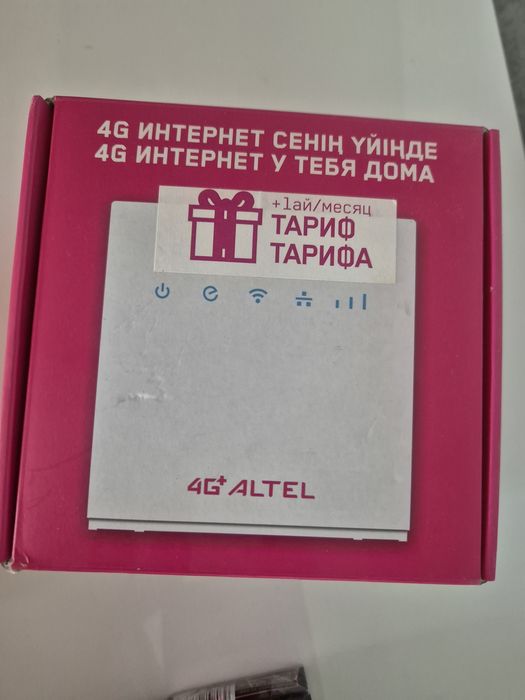 4G ИНТЕРНЕТ СЕНІҢ ҮЙІҢДЕ
4G ИНТЕРНЕТ У ТЕБЯ ДОМА
+1ай/месяц
ТАРИФ
ТАРИФА
4G+ ALTEL